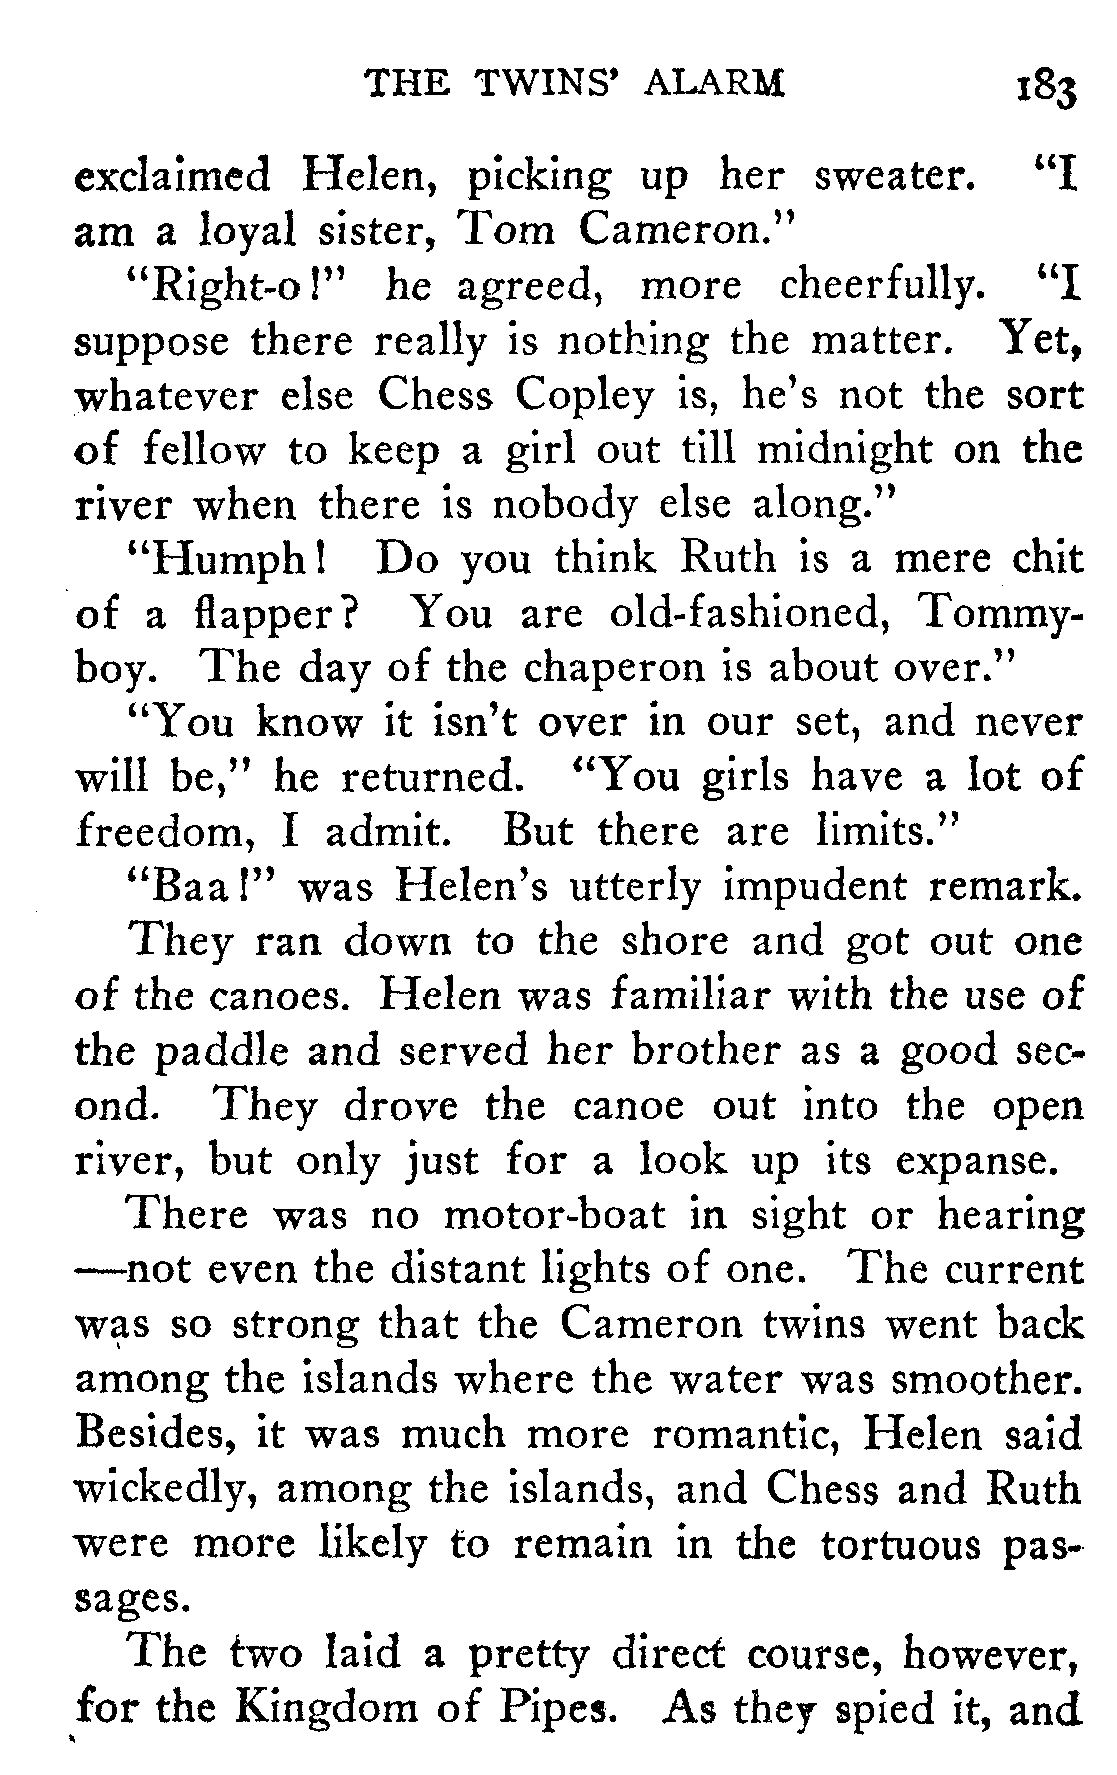 THE TWINS' ALARM 183
exclaimed Helen, picking up her sweater. "I
am a loyal sister, Tom Cameron."
"Right-o!" he agreed, more cheerfully. "I
suppose there really is nothing the matter. Yet,
whatever else Chess Copley is, he's not the sort
of fellow to keep a girl out till midnight on the
river when there is nobody else along."
"Humph! Do you think Ruth is a mere chit
of a flapper? You are old-fashioned, Tommy-
boy. The day of the chaperon is about over."
"You know it isn't over in our set, and never
will be," he returned. "You girls have a lot of
freedom, I admit. But there are limits."
"Baa!" was Helen's utterly impudent remark.
They ran down to the shore and got out one
of the canoes. Helen was familiar with the use of
the paddle and served her brother as a good sec-
ond. They drove the canoe out into the open
river, but only just for a look up its expanse.
There was no motor-boat in sight or hearing
—not even the distant lights of one. The current
was so strong that the Cameron twins went back
among the islands where the water was smoother.
Besides, it was much more romantic, Helen said
wickedly, among the islands, and Chess and Ruth
were more likely to remain in the tortuous pas-
sages.
The two laid a pretty direct course, however,
for the Kingdom of Pipes. As they spied it, and